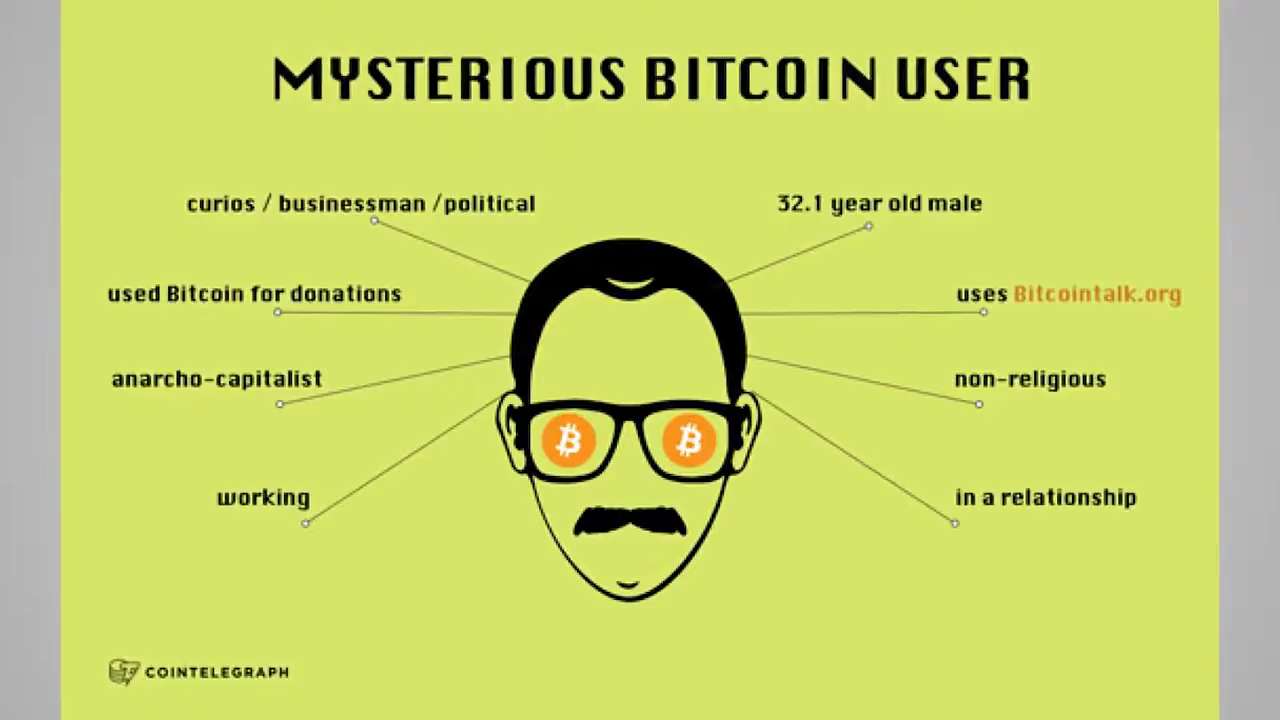 MYSTERIOUS BITCOIN USER
curios / businessman /political
32.1 year old male
used Bitcoin for donations
uses Bitcointalk.org
anarcho-capitalist
non-religious
working
in a relationship
COINTELEGRAPH